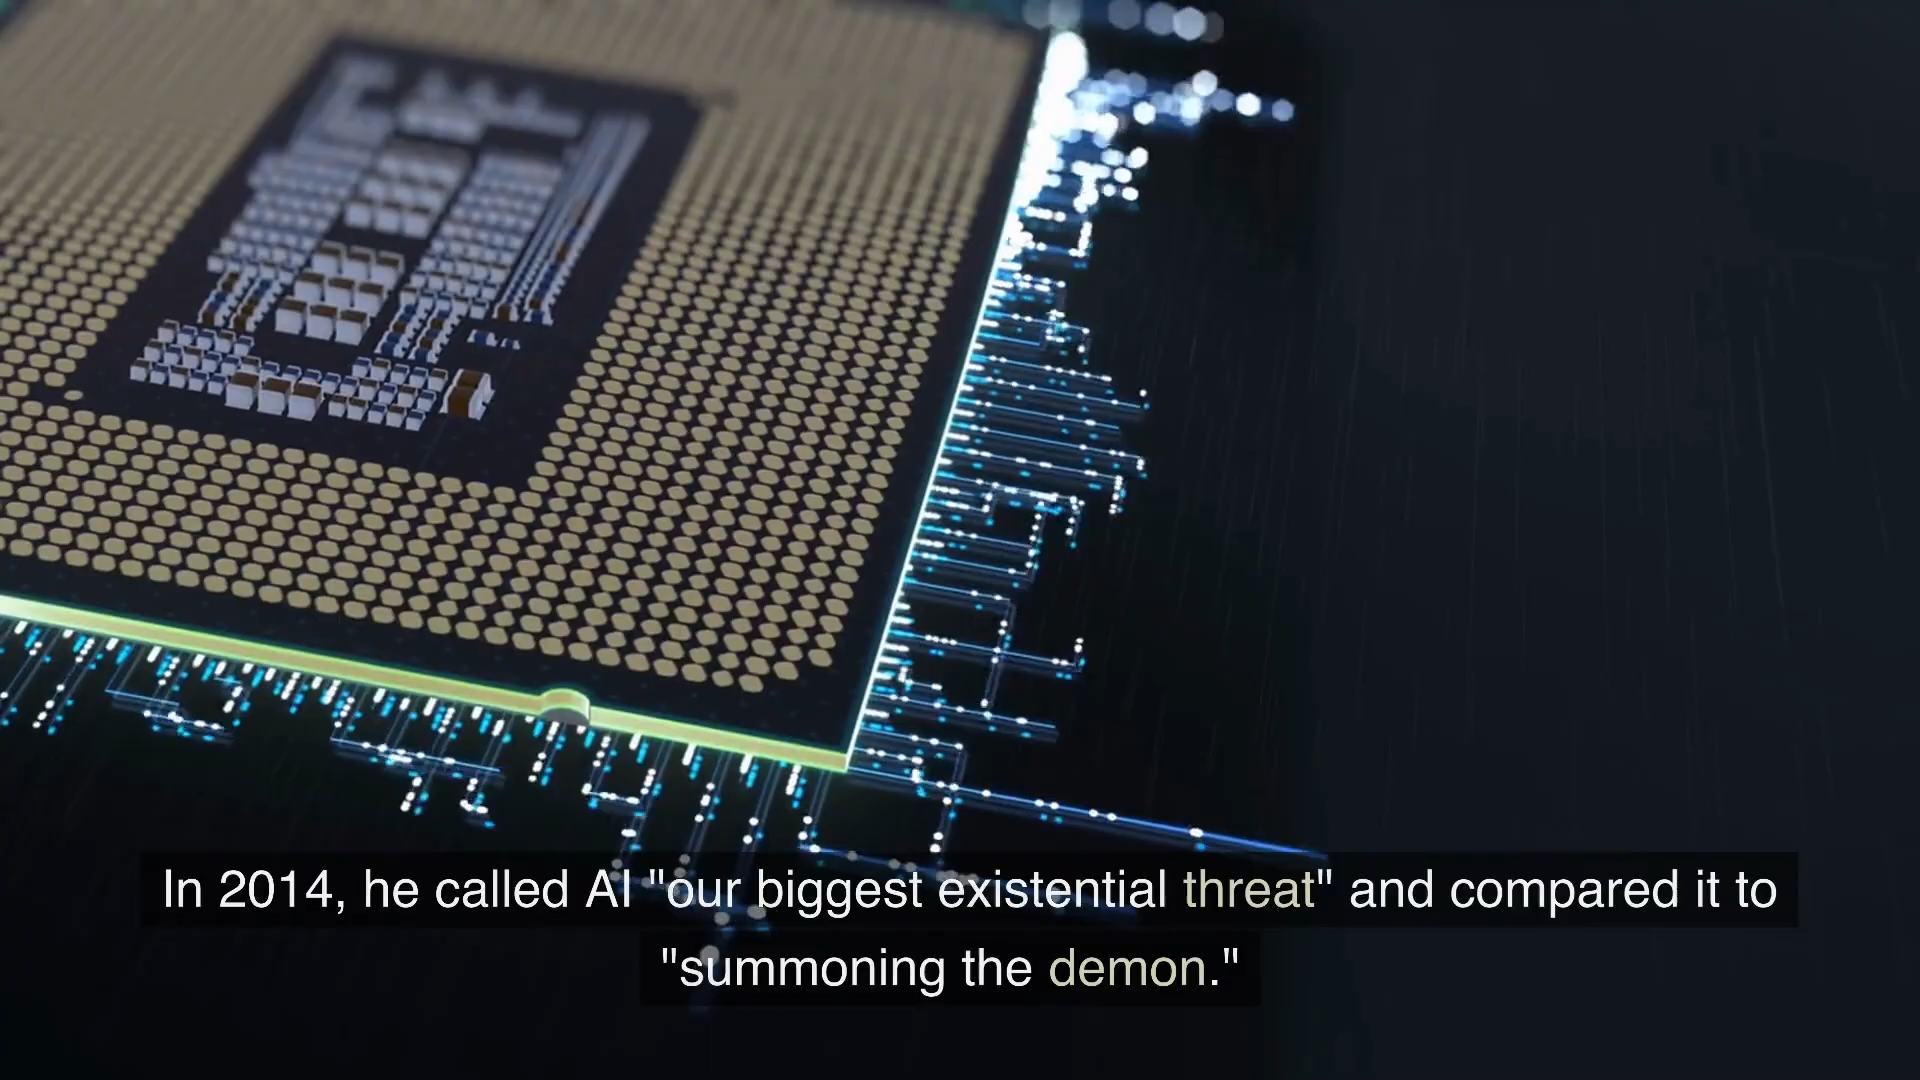 In 2014, he called AI "our biggest existential threat" and compared it to
"summoning the demon."